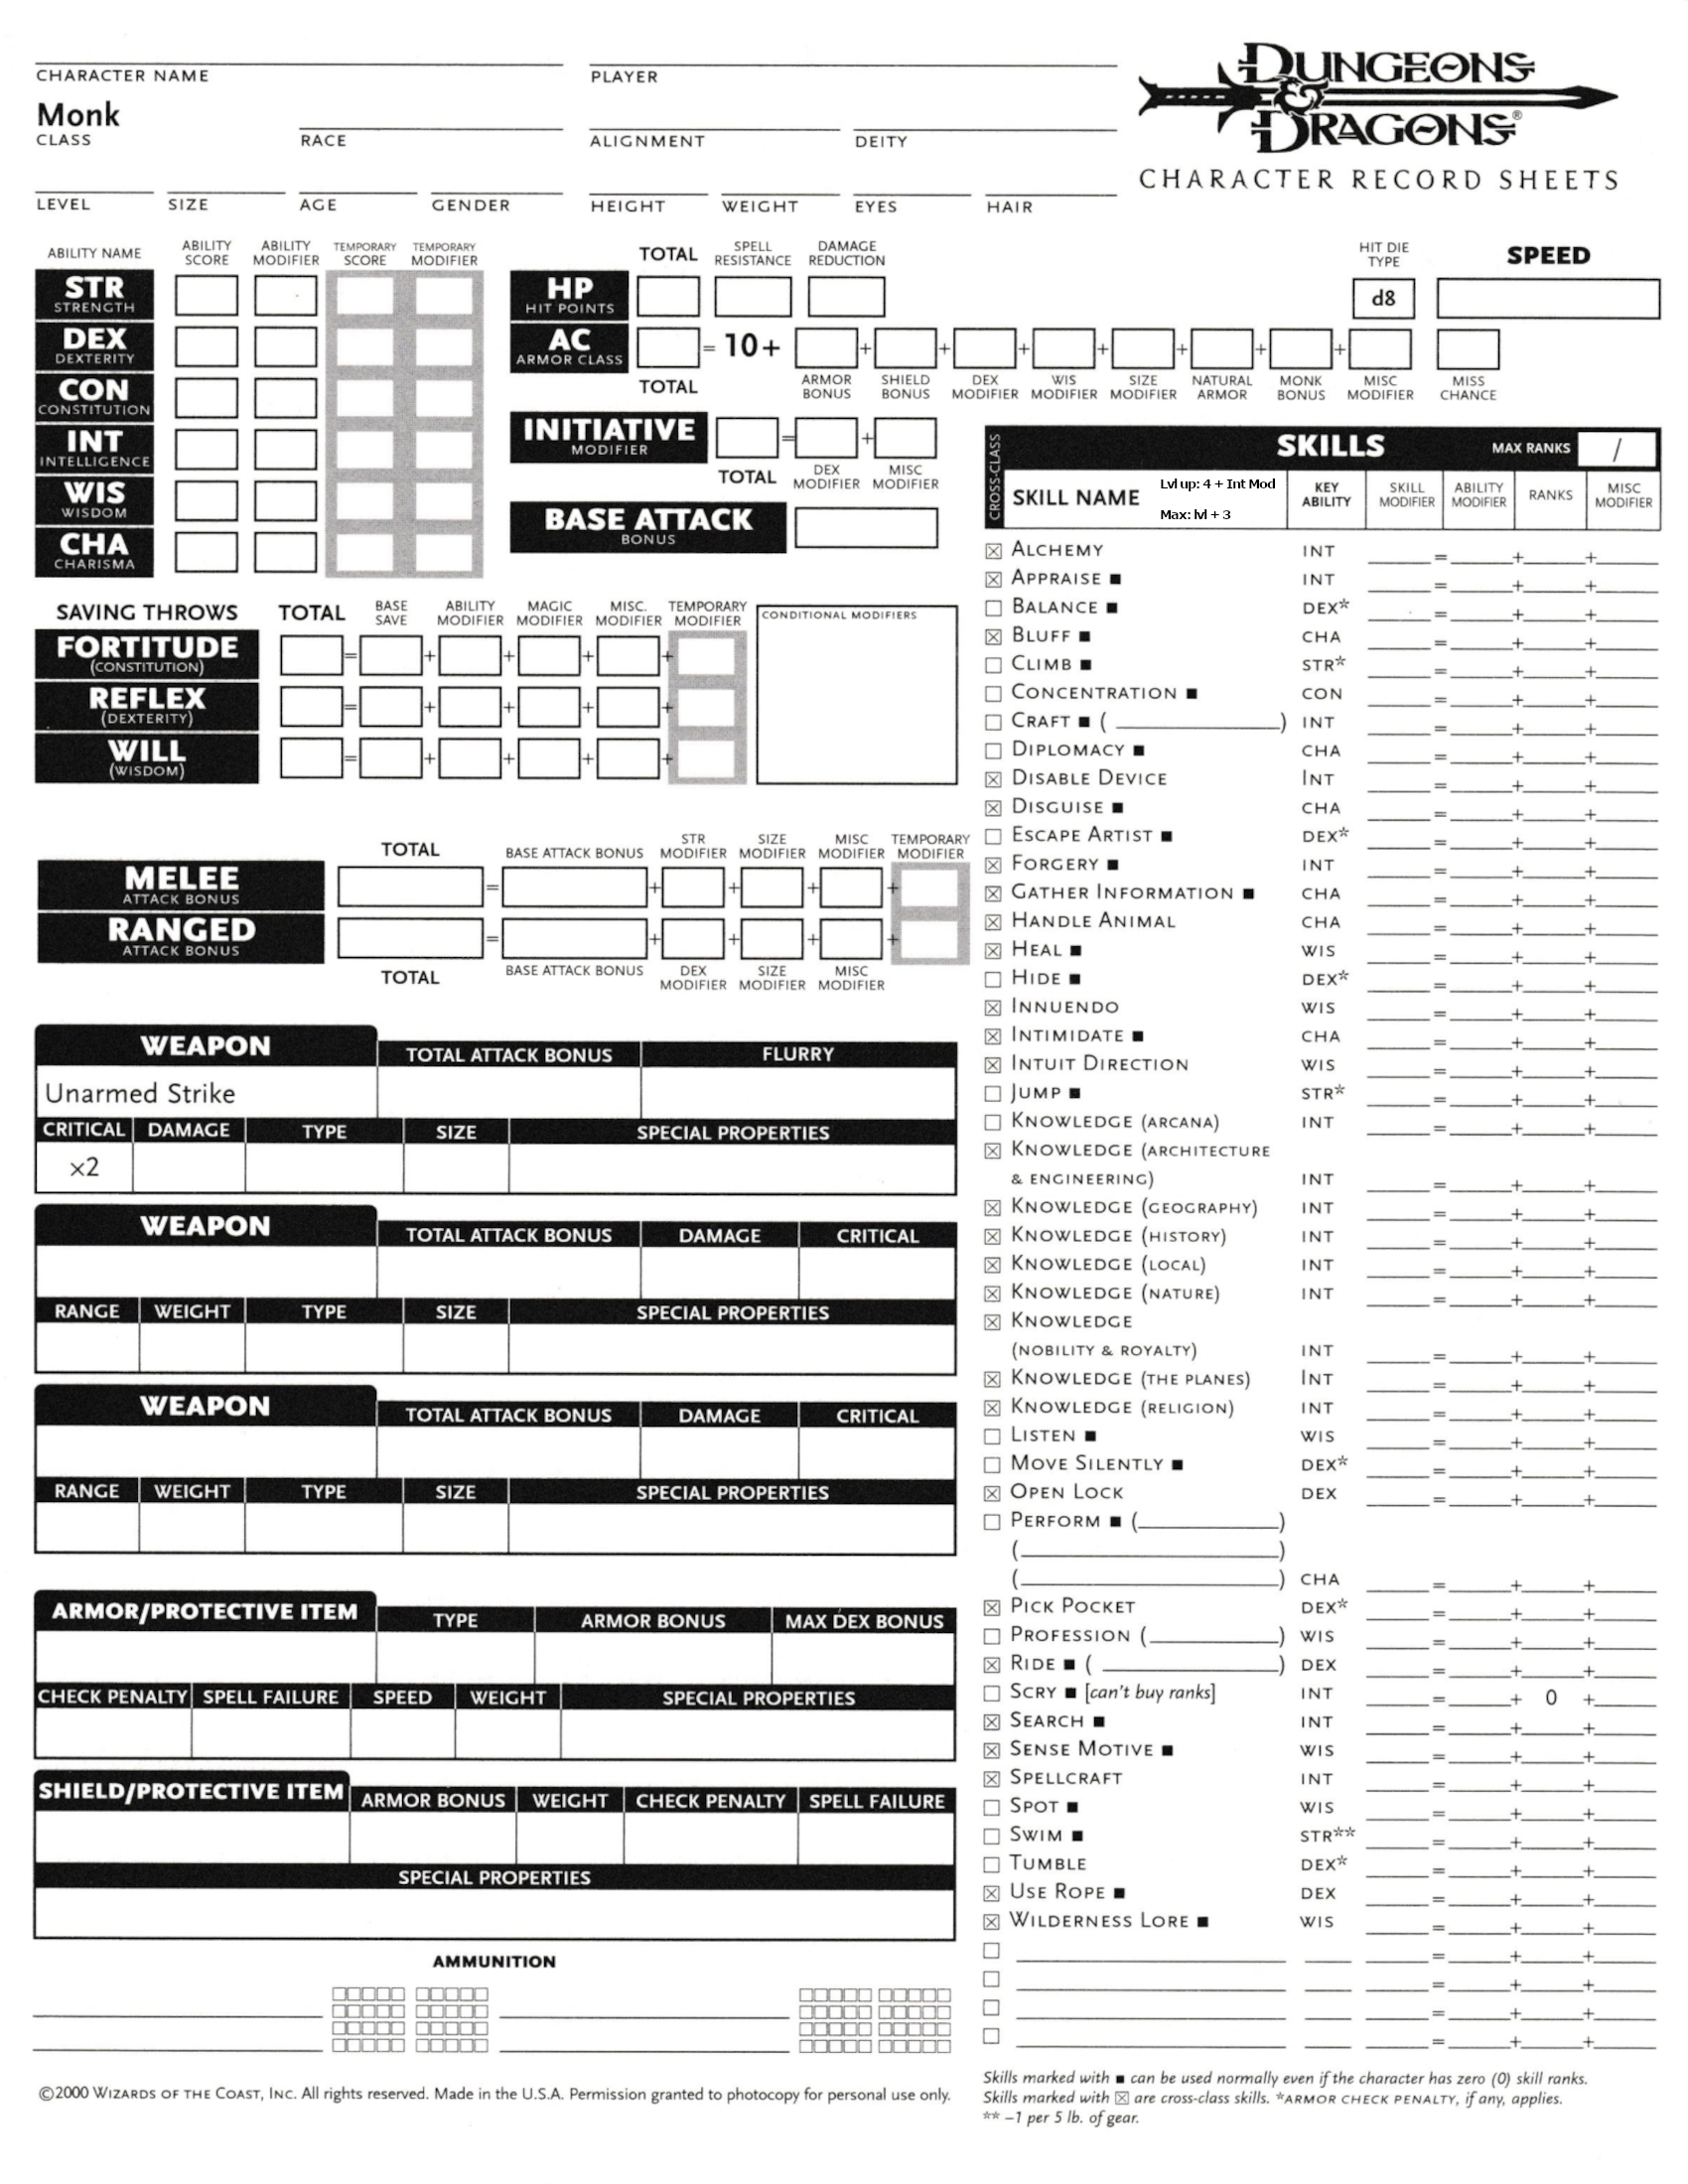 CHARACTER NAME
PLAYER
DUNGEONS & DRAGONS®
CHARACTER RECORD SHEETS
Monk
CLASS
RACE
ALIGNMENT
DEITY
LEVEL
SIZE
AGE
GENDER
HEIGHT
WEIGHT
EYES
HAIR
ABILITY NAME
ABILITY SCORE
ABILITY MODIFIER
TEMPORARY SCORE
TEMPORARY MODIFIER
STR
STRENGTH
DEX
DEXTERITY
CON
CONSTITUTION
INT
INTELLIGENCE
WIS
WISDOM
CHA
CHARISMA
TOTAL
SPELL RESISTANCE
DAMAGE REDUCTION
HIT DIE TYPE
SPEED
HP
HIT POINTS
d8
AC
ARMOR CLASS
= 10+ + + + + + + +
TOTAL
ARMOR BONUS
SHIELD BONUS
DEX MODIFIER
WIS MODIFIER
SIZE MODIFIER
NATURAL ARMOR
MONK BONUS
MISC MODIFIER
MISS CHANCE
INITIATIVE
MODIFIER
= +
TOTAL
DEX MODIFIER
MISC MODIFIER
BASE ATTACK
BONUS
SAVING THROWS
TOTAL
BASE SAVE
ABILITY MODIFIER
MAGIC MODIFIER
MISC. MODIFIER
TEMPORARY MODIFIER
CONDITIONAL MODIFIERS
FORTITUDE
(CONSTITUTION)
= + + + +
REFLEX
(DEXTERITY)
= + + + +
WILL
(WISDOM)
= + + + +
TOTAL
BASE ATTACK BONUS
STR MODIFIER
SIZE MODIFIER
MISC MODIFIER
TEMPORARY MODIFIER
MELEE
ATTACK BONUS
= + + + +
RANGED
ATTACK BONUS
= + + + +
TOTAL
BASE ATTACK BONUS
DEX MODIFIER
SIZE MODIFIER
MISC MODIFIER
WEAPON
TOTAL ATTACK BONUS
FLURRY
Unarmed Strike
CRITICAL
DAMAGE
TYPE
SIZE
SPECIAL PROPERTIES
×2
WEAPON
TOTAL ATTACK BONUS
DAMAGE
CRITICAL
RANGE
WEIGHT
TYPE
SIZE
SPECIAL PROPERTIES
WEAPON
TOTAL ATTACK BONUS
DAMAGE
CRITICAL
RANGE
WEIGHT
TYPE
SIZE
SPECIAL PROPERTIES
ARMOR/PROTECTIVE ITEM
TYPE
ARMOR BONUS
MAX DEX BONUS
CHECK PENALTY
SPELL FAILURE
SPEED
WEIGHT
SPECIAL PROPERTIES
SHIELD/PROTECTIVE ITEM
ARMOR BONUS
WEIGHT
CHECK PENALTY
SPELL FAILURE
SPECIAL PROPERTIES
AMMUNITION
©2000 WIZARDS OF THE COAST, INC. All rights reserved. Made in the U.S.A. Permission granted to photocopy for personal use only.
CROSS-CLASS
SKILLS
MAX RANKS
/
SKILL NAME
Lvl up: 4 + Int Mod
Max: lvl + 3
KEY ABILITY
SKILL MODIFIER
ABILITY MODIFIER
RANKS
MISC MODIFIER
☒ ALCHEMY INT = + +
☒ APPRAISE ■ INT = + +
☐ BALANCE ■ DEX* = + +
☒ BLUFF ■ CHA = + +
☐ CLIMB ■ STR* = + +
☐ CONCENTRATION ■ CON = + +
☐ CRAFT ■ ( ) INT = + +
☐ DIPLOMACY ■ CHA = + +
☒ DISABLE DEVICE INT = + +
☒ DISGUISE ■ CHA = + +
☐ ESCAPE ARTIST ■ DEX* = + +
☒ FORGERY ■ INT = + +
☒ GATHER INFORMATION ■ CHA = + +
☒ HANDLE ANIMAL CHA = + +
☒ HEAL ■ WIS = + +
☐ HIDE ■ DEX* = + +
☒ INNUENDO WIS = + +
☒ INTIMIDATE ■ CHA = + +
☒ INTUIT DIRECTION WIS = + +
☐ JUMP ■ STR* = + +
☐ KNOWLEDGE (ARCANA) INT = + +
☒ KNOWLEDGE (ARCHITECTURE
& ENGINEERING) INT = + +
☒ KNOWLEDGE (GEOGRAPHY) INT = + +
☒ KNOWLEDGE (HISTORY) INT = + +
☒ KNOWLEDGE (LOCAL) INT = + +
☒ KNOWLEDGE (NATURE) INT = + +
☒ KNOWLEDGE
(NOBILITY & ROYALTY) INT = + +
☒ KNOWLEDGE (THE PLANES) INT = + +
☒ KNOWLEDGE (RELIGION) INT = + +
☐ LISTEN ■ WIS = + +
☐ MOVE SILENTLY ■ DEX* = + +
☒ OPEN LOCK DEX = + +
☐ PERFORM ■ ( )
( )
( ) CHA = + +
☒ PICK POCKET DEX* = + +
☐ PROFESSION ( ) WIS = + +
☒ RIDE ■ ( ) DEX = + +
☐ SCRY ■ [can't buy ranks] INT = + 0 +
☒ SEARCH ■ INT = + +
☒ SENSE MOTIVE ■ WIS = + +
☒ SPELLCRAFT INT = + +
☐ SPOT ■ WIS = + +
☐ SWIM ■ STR** = + +
☐ TUMBLE DEX* = + +
☒ USE ROPE ■ DEX = + +
☒ WILDERNESS LORE ■ WIS = + +
☐ = + +
☐ = + +
☐ = + +
☐ = + +
Skills marked with ■ can be used normally even if the character has zero (0) skill ranks.
Skills marked with ☒ are cross-class skills. *ARMOR CHECK PENALTY, if any, applies.
** –1 per 5 lb. of gear.